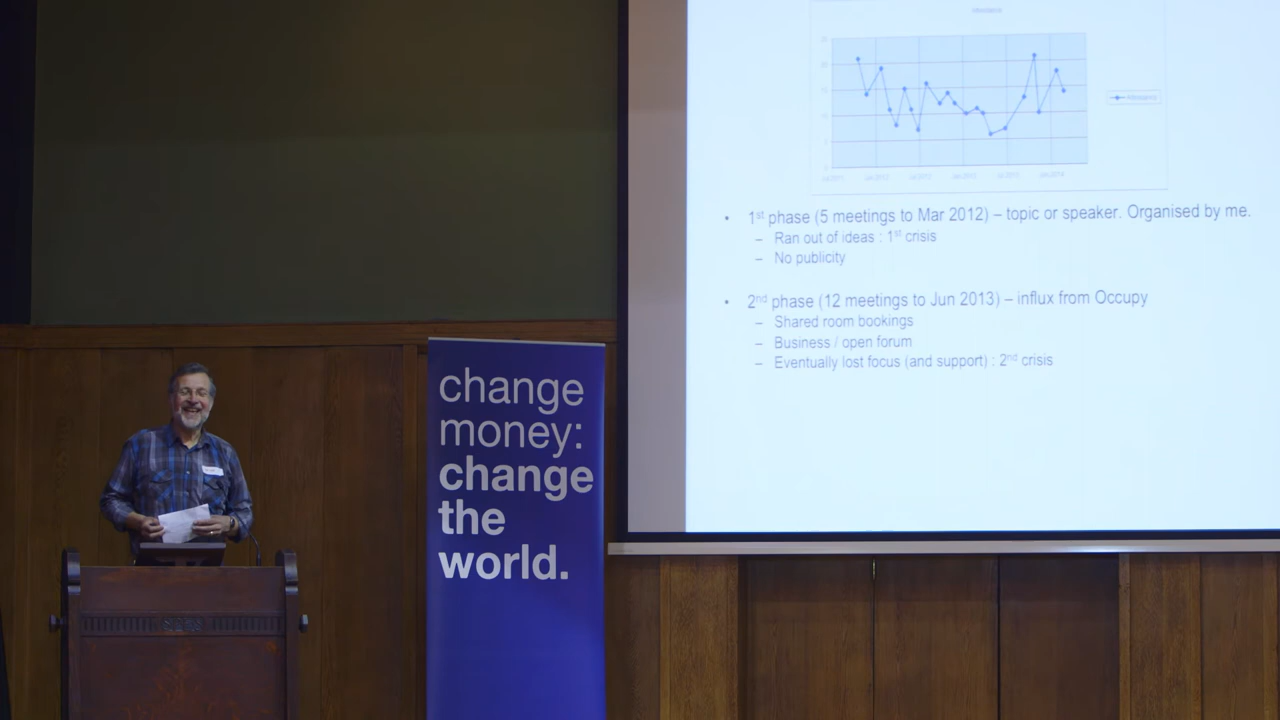 Attendance
Attendance
• 1st phase (5 meetings to Mar 2012) – topic or speaker. Organised by me.
– Ran out of ideas : 1st crisis
– No publicity
• 2nd phase (12 meetings to Jun 2013) – influx from Occupy
– Shared room bookings
– Business / open forum
– Eventually lost focus (and support) : 2nd crisis
change
money:
change
the
world.